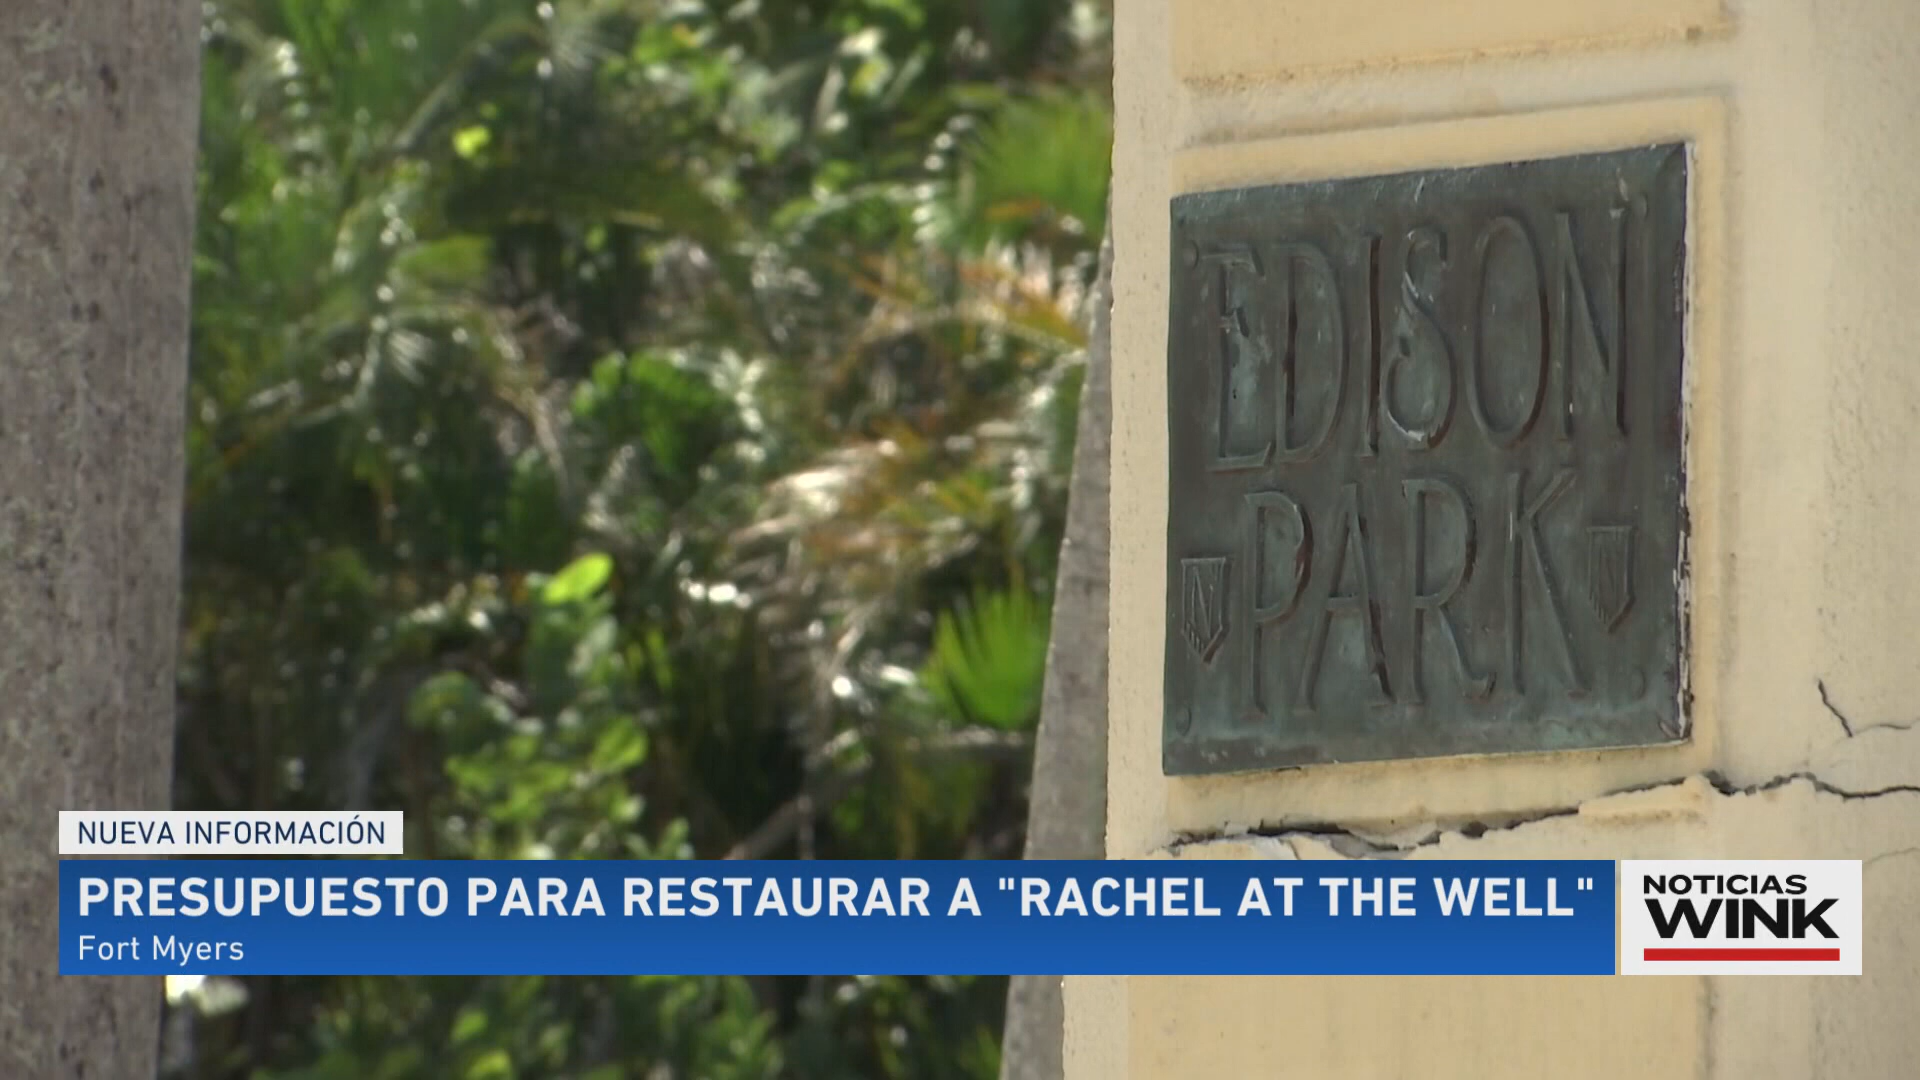 EDISON
PARK
N
N
NUEVA INFORMACIÓN
PRESUPUESTO PARA RESTAURAR A "RACHEL AT THE WELL"
Fort Myers
NOTICIAS
WINK